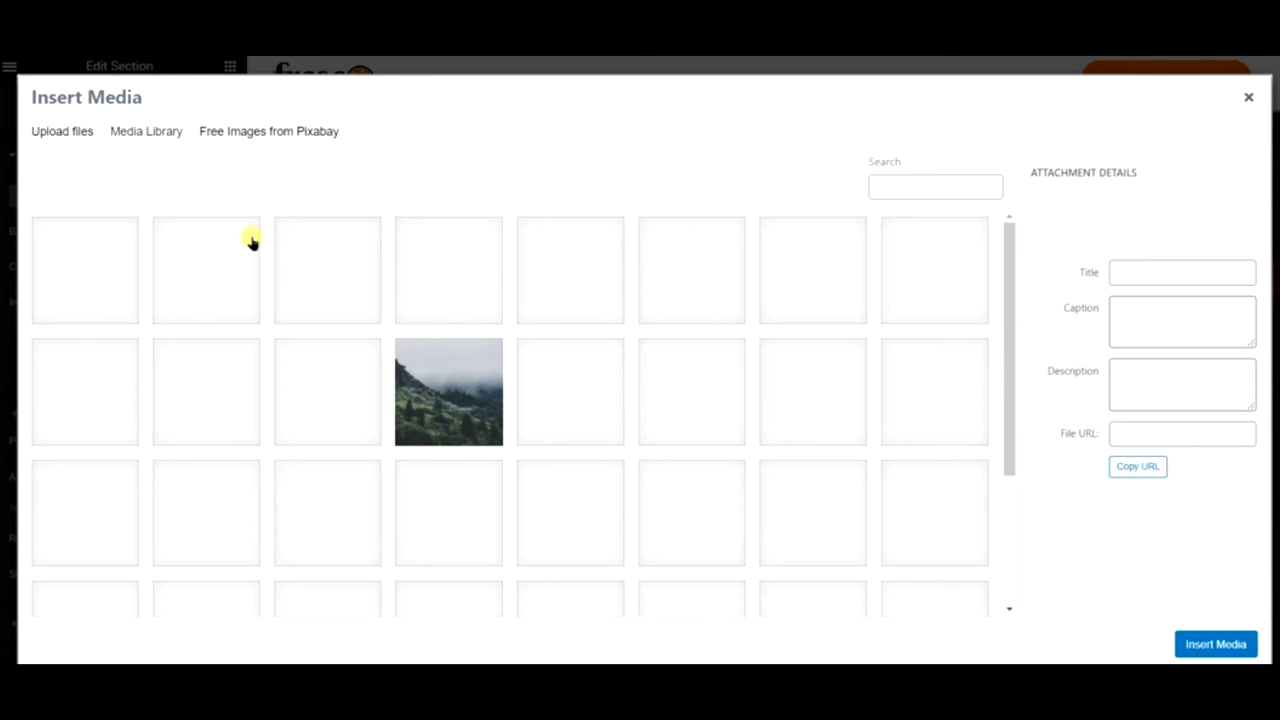 Edit Section
Insert Media
Upload files
Media Library
Free Images from Pixabay
Search
ATTACHMENT DETAILS
Title
Caption
Description
File URL:
Copy URL
Insert Media